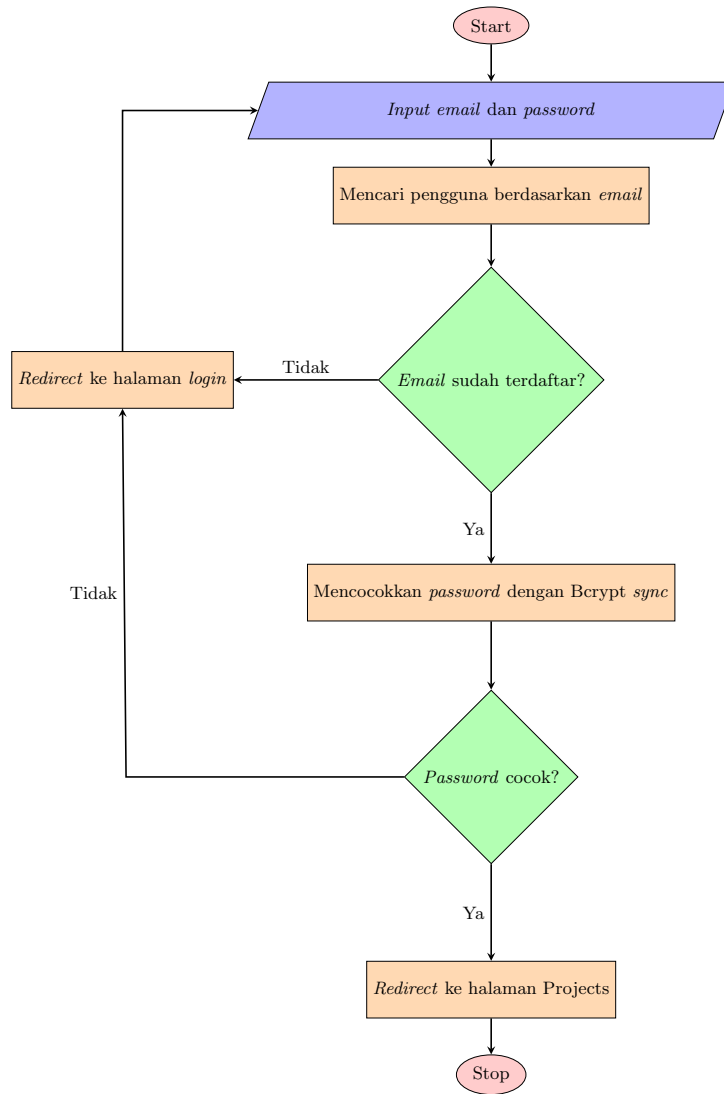 Start
Input email dan password
Mencari pengguna berdasarkan email
Tidak
Redirect ke halaman login
Email sudah terdaftar?
Ya
Mencocokkan password dengan Bcrypt sync
Tidak
Password cocok?
Ya
Redirect ke halaman Projects
Stop